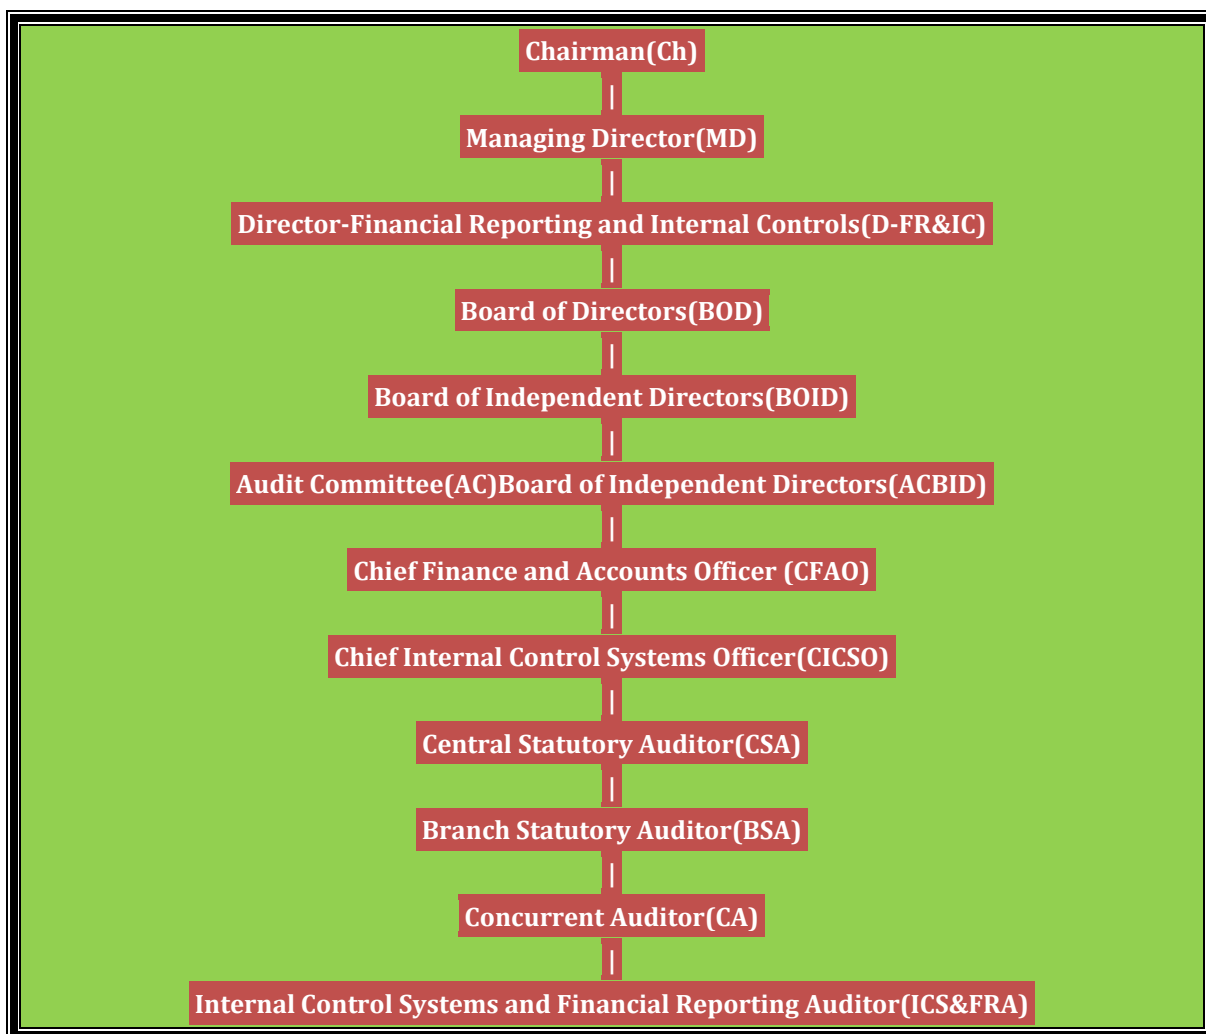 Chairman(Ch)
|
Managing Director(MD)
|
Director-Financial Reporting and Internal Controls(D-FR&IC)
|
Board of Directors(BOD)
|
Board of Independent Directors(BOID)
|
Audit Committee(AC)Board of Independent Directors(ACBID)
|
Chief Finance and Accounts Officer (CFAO)
|
Chief Internal Control Systems Officer(CICSO)
|
Central Statutory Auditor(CSA)
|
Branch Statutory Auditor(BSA)
|
Concurrent Auditor(CA)
|
Internal Control Systems and Financial Reporting Auditor(ICS&FRA)